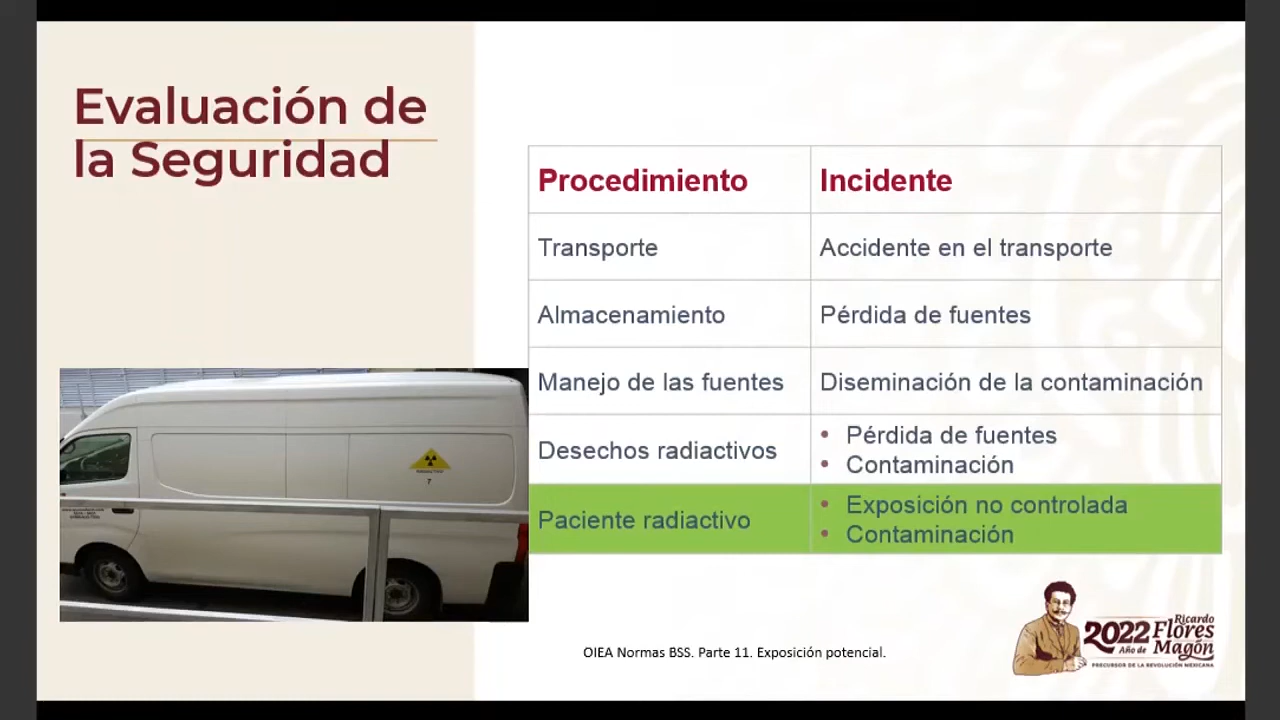 Evaluación de
la Seguridad
Procedimiento Incidente
Transporte Accidente en el transporte
Almacenamiento Pérdida de fuentes
Manejo de las fuentes Diseminación de la contaminación
Desechos radiactivos
• Pérdida de fuentes
• Contaminación
Paciente radiactivo
• Exposición no controlada
• Contaminación
7
OIEA Normas BSS. Parte 11. Exposición potencial.
2022 Ricardo
Año de Flores
Magón
PRECURSOR DE LA REVOLUCIÓN MEXICANA